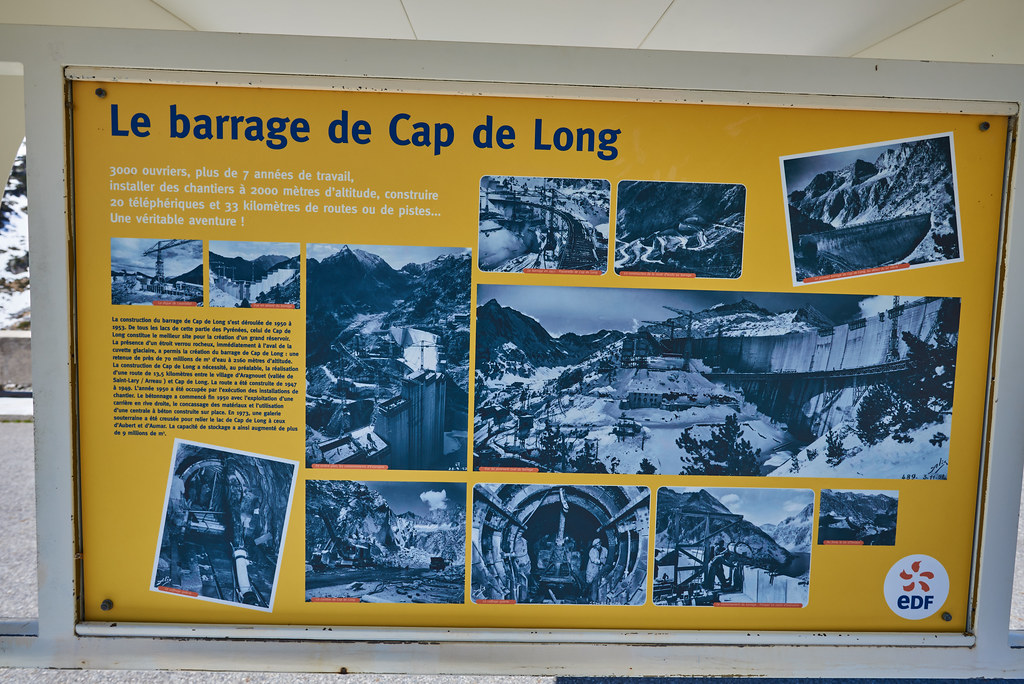 Le barrage de Cap de Long
3000 ouvriers, plus de 7 années de travail,
installer des chantiers à 2000 mètres d'altitude, construire
20 téléphériques et 33 kilomètres de routes ou de pistes...
Une véritable aventure !
La construction du barrage de Cap de Long s'est déroulée de 1950 à
1953. De tous les lacs de cette partie des Pyrénées, celui de Cap de
Long constitue le meilleur site pour la création d'un grand réservoir.
La présence d'un étroit verrou rocheux, immédiatement à l'aval de la
cuvette glaciaire, a permis la création du barrage de Cap de Long : une
retenue de près de 70 millions de m³ d'eau à 2160 mètres d'altitude.
La construction de Cap de Long a nécessité, au préalable, la réalisation
d'une route de 13,5 kilomètres entre le village d'Aragnouet (vallée de
Saint-Lary / Arreau ) et Cap de Long. La route a été construite de 1947
à 1949. L'année 1950 a été occupée par l'exécution des installations de
chantier. Le bétonnage a commencé fin 1950 avec l'exploitation d'une
carrière en rive droite, le concassage des matériaux et l'utilisation
d'une centrale à béton construite sur place. En 1973, une galerie
souterraine a été creusée pour relier le lac de Cap de Long à ceux
d'Aubert et d'Aumar. La capacité de stockage a ainsi augmenté de plus
de 9 millions de m³.
eDF